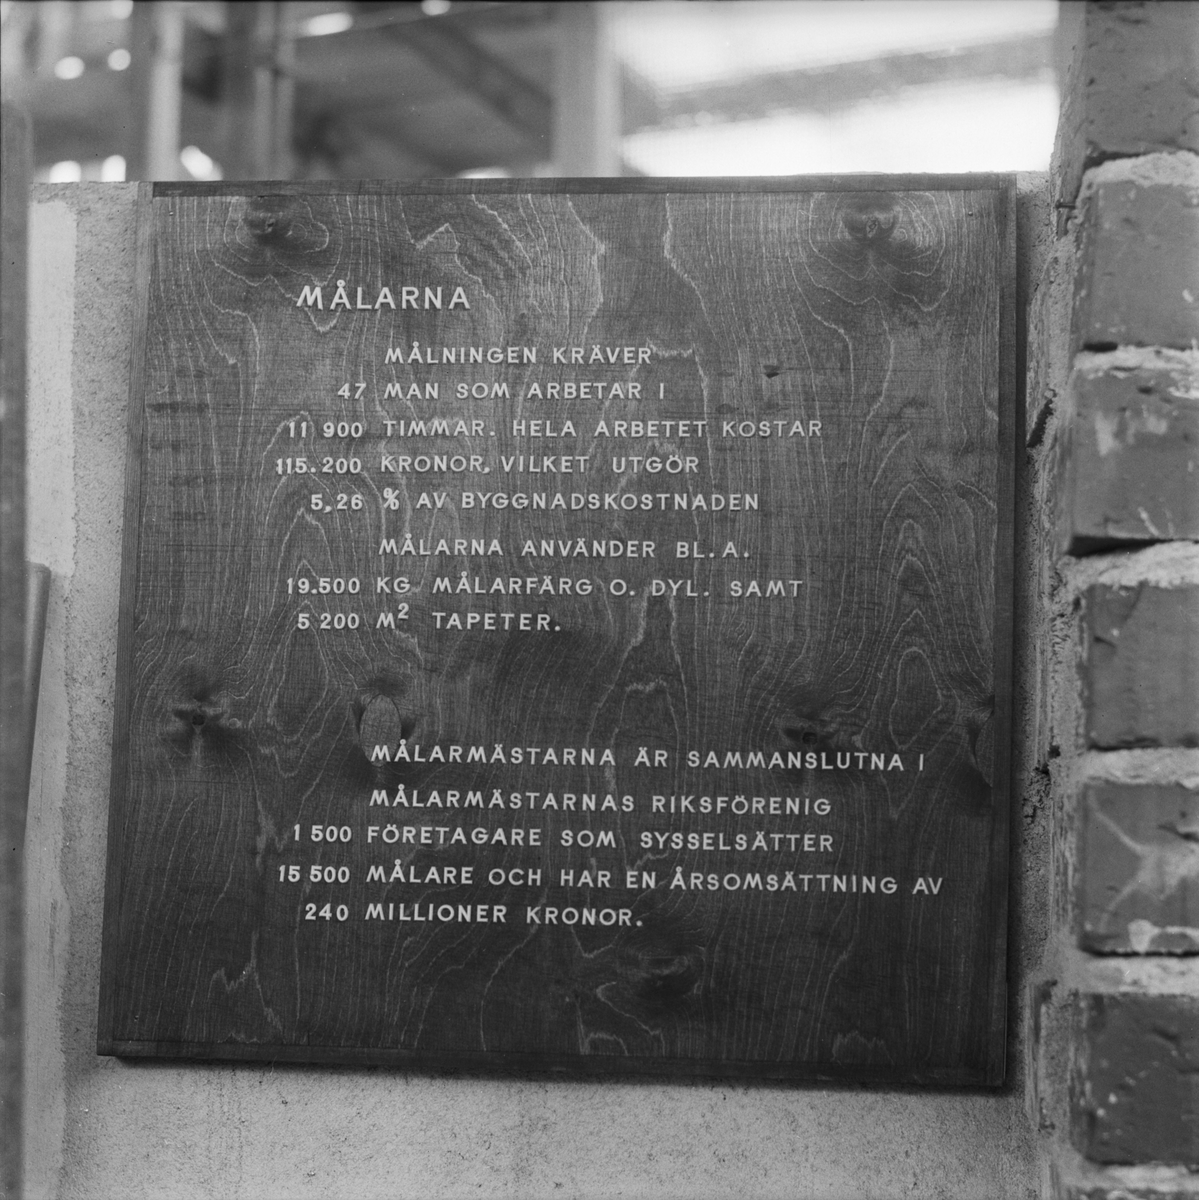 MÅLARNA
MÅLNINGEN KRÄVER
47 MAN SOM ARBETAR I
11 900 TIMMAR. HELA ARBETET KOSTAR
115.200 KRONOR, VILKET UTGÖR
5,26 % AV BYGGNADSKOSTNADEN
MÅLARNA ANVÄNDER BL.A.
19.500 KG MÅLARFÄRG O. DYL. SAMT
5 200 M² TAPETER.
MÅLARMÄSTARNA ÄR SAMMANSLUTNA I
MÅLARMÄSTARNAS RIKSFÖRENIG
1 500 FÖRETAGARE SOM SYSSELSÄTTER
15 500 MÅLARE OCH HAR EN ÅRSOMSÄTTNING AV
240 MILLIONER KRONOR.